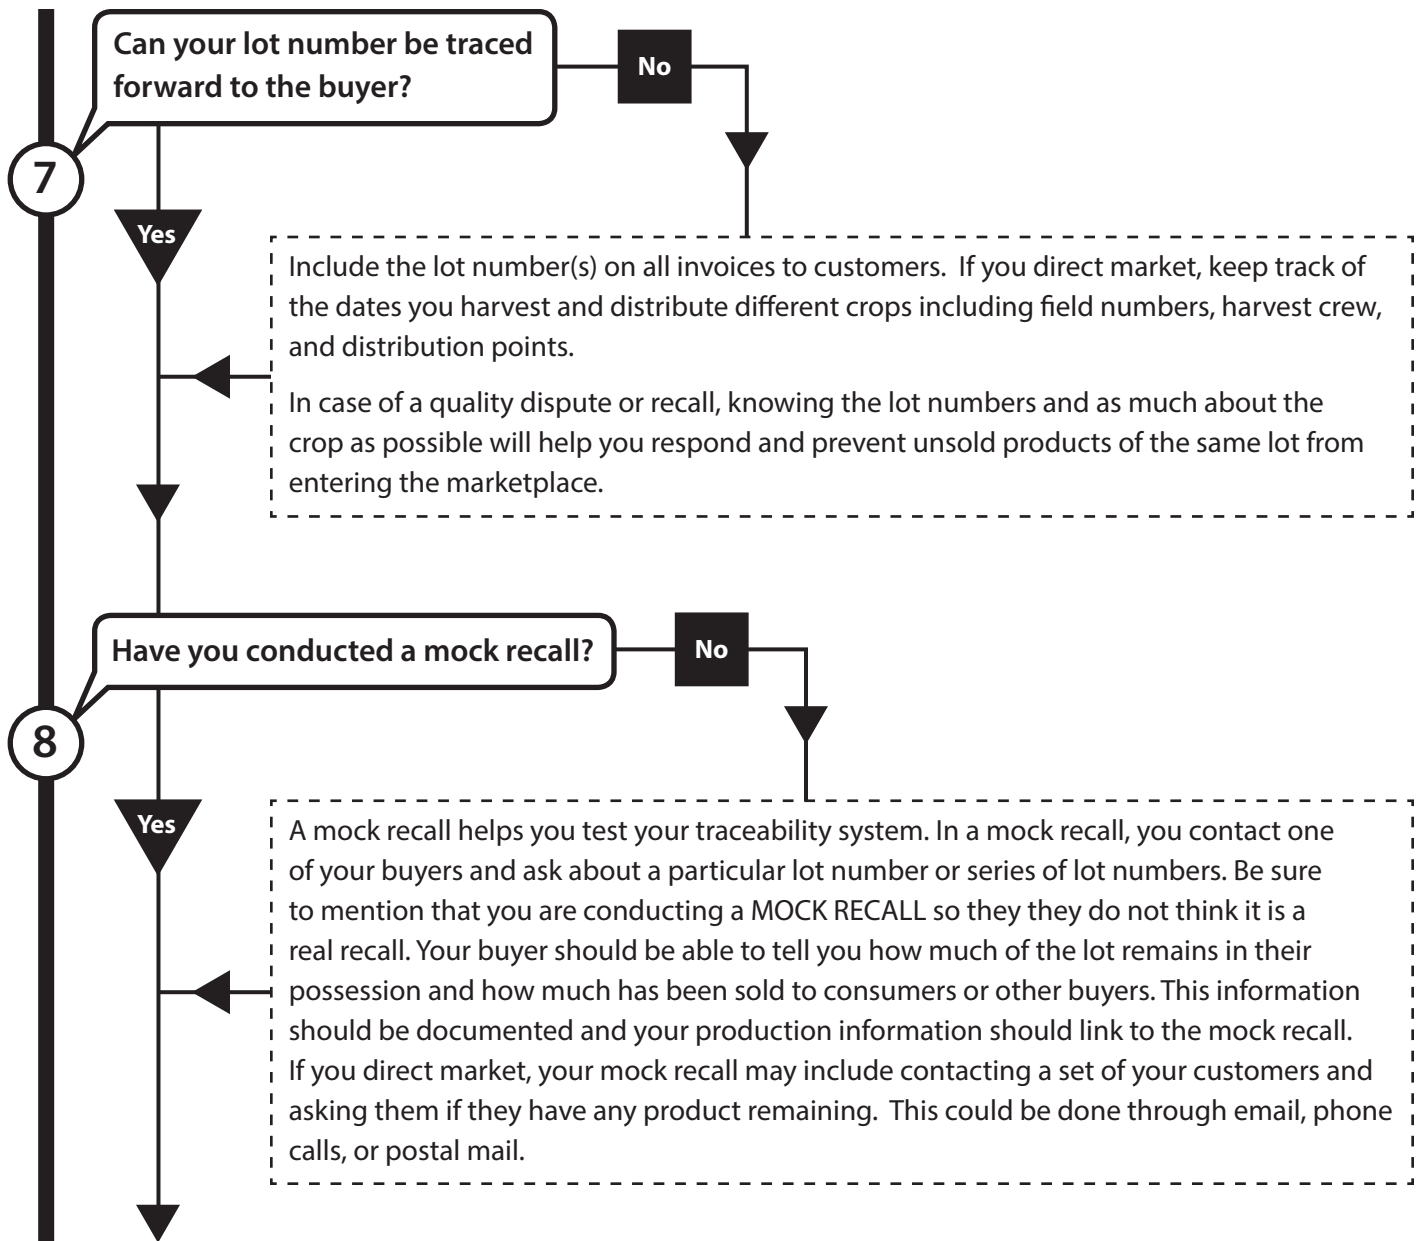 Can your lot number be traced
forward to the buyer?
No
7
Yes
Include the lot number(s) on all invoices to customers.  If you direct market, keep track of
the dates you harvest and distribute different crops including field numbers, harvest crew,
and distribution points.
In case of a quality dispute or recall, knowing the lot numbers and as much about the
crop as possible will help you respond and prevent unsold products of the same lot from
entering the marketplace.
Have you conducted a mock recall?
No
8
Yes
A mock recall helps you test your traceability system. In a mock recall, you contact one
of your buyers and ask about a particular lot number or series of lot numbers. Be sure
to mention that you are conducting a MOCK RECALL so they they do not think it is a
real recall. Your buyer should be able to tell you how much of the lot remains in their
possession and how much has been sold to consumers or other buyers. This information
should be documented and your production information should link to the mock recall.
If you direct market, your mock recall may include contacting a set of your customers and
asking them if they have any product remaining.  This could be done through email, phone
calls, or postal mail.